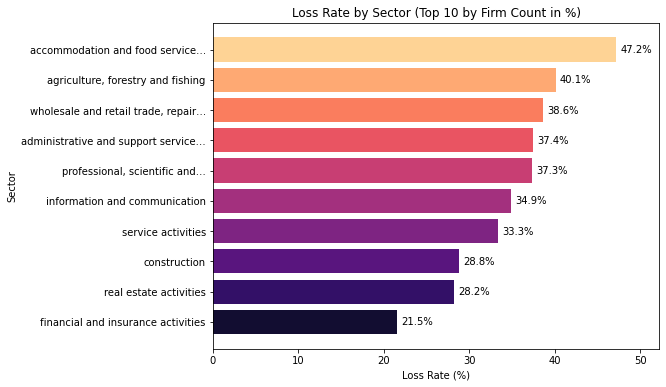 Loss Rate by Sector (Top 10 by Firm Count in %)
accommodation and food service... 47.2%
agriculture, forestry and fishing 40.1%
wholesale and retail trade, repair... 38.6%
administrative and support service... 37.4%
professional, scientific and... 37.3%
information and communication 34.9%
service activities 33.3%
construction 28.8%
real estate activities 28.2%
financial and insurance activities 21.5%
Sector
0 10 20 30 40 50
Loss Rate (%)